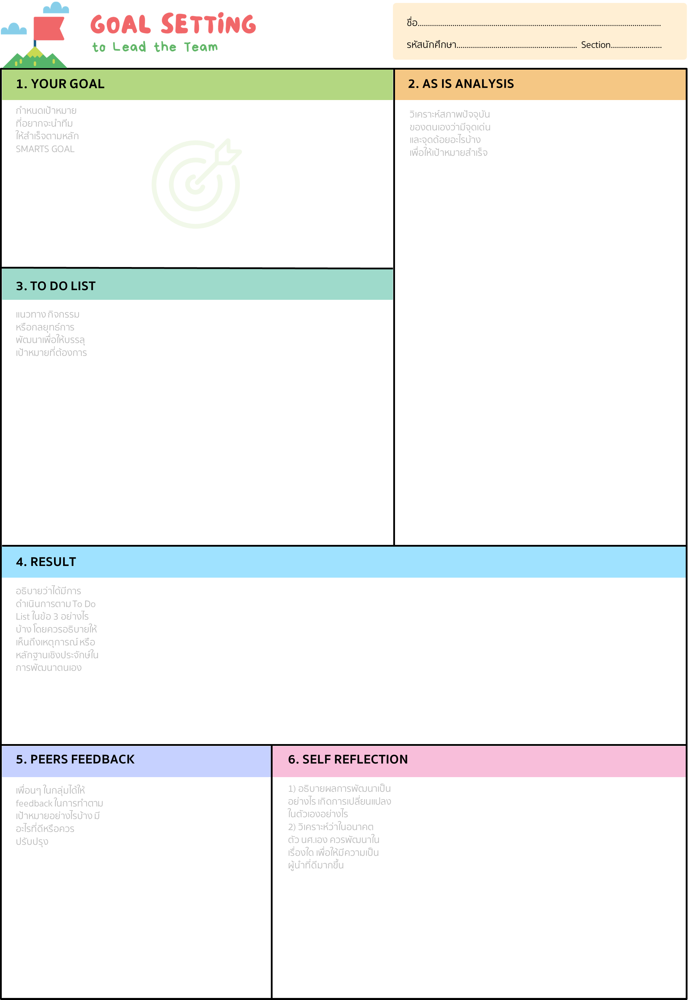 GOAL SETTING
to Lead the Team
ชื่อ......................................................................................................................
รหัสนักศึกษา.......................................................... Section.........................
1. YOUR GOAL
กำหนดเป้าหมาย
ที่อยากจะนำทีม
ให้สำเร็จตามหลัก
SMARTS GOAL
2. AS IS ANALYSIS
วิเคราะห์สภาพปัจจุบัน
ของตนเองว่ามีจุดเด่น
และจุดด้อยอะไรบ้าง
เพื่อให้เป้าหมายสำเร็จ
3. TO DO LIST
แนวทาง กิจกรรม
หรือกลยุทธ์การ
พัฒนาเพื่อให้บรรลุ
เป้าหมายที่ต้องการ
4. RESULT
อธิบายว่าได้มีการ
ดำเนินการตาม To Do
List ในข้อ 3 อย่างไร
บ้าง โดยควรอธิบายให้
เห็นถึงเหตุการณ์ หรือ
หลักฐานเชิงประจักษ์ใน
การพัฒนาตนเอง
5. PEERS FEEDBACK
เพื่อนๆ ในกลุ่มได้ให้
feedback ในการทำตาม
เป้าหมายอย่างไรบ้าง มี
อะไรที่ดีหรือควร
ปรับปรุง
6. SELF REFLECTION
1) อธิบายผลการพัฒนาเป็น
อย่างไร เกิดการเปลี่ยนแปลง
ในตัวเองอย่างไร
2) วิเคราะห์ว่าในอนาคต
ตัว นศ.เอง ควรพัฒนาใน
เรื่องใด เพื่อให้มีความเป็น
ผู้นำที่ดีมากขึ้น